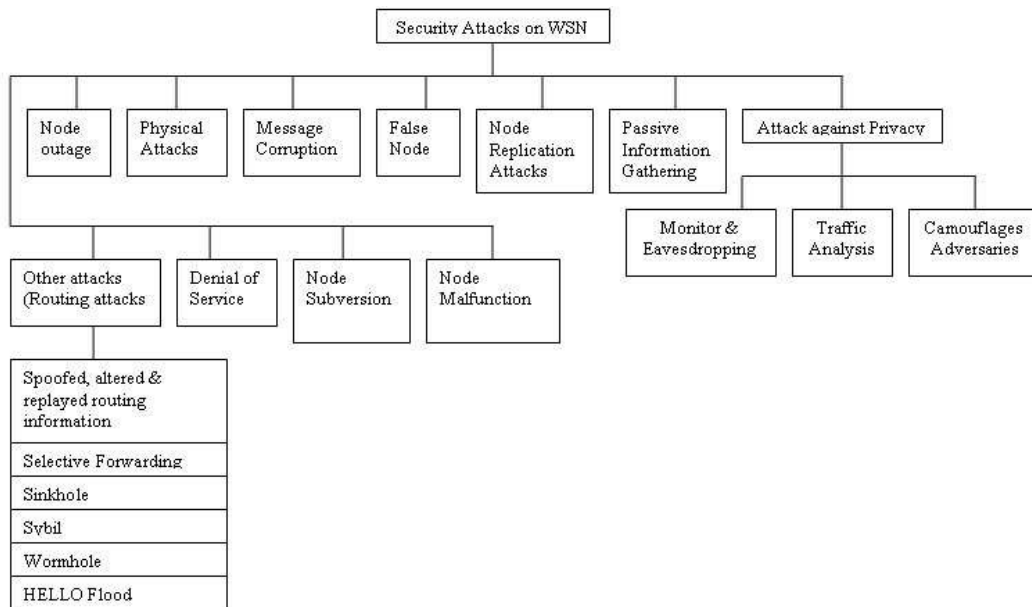 Security Attacks on WSN
Node
outage
Physical
Attacks
Message
Corruption
False
Node
Node
Replication
Attacks
Passive
Information
Gathering
Attack against Privacy
Monitor &
Eavesdropping
Traffic
Analysis
Camouflages
Adversaries
Other attacks
(Routing attacks
Denial of
Service
Node
Subversion
Node
Malfunction
Spoofed, altered &
replayed routing
information
Selective Forwarding
Sinkhole
Sybil
Wormhole
HELLO Flood